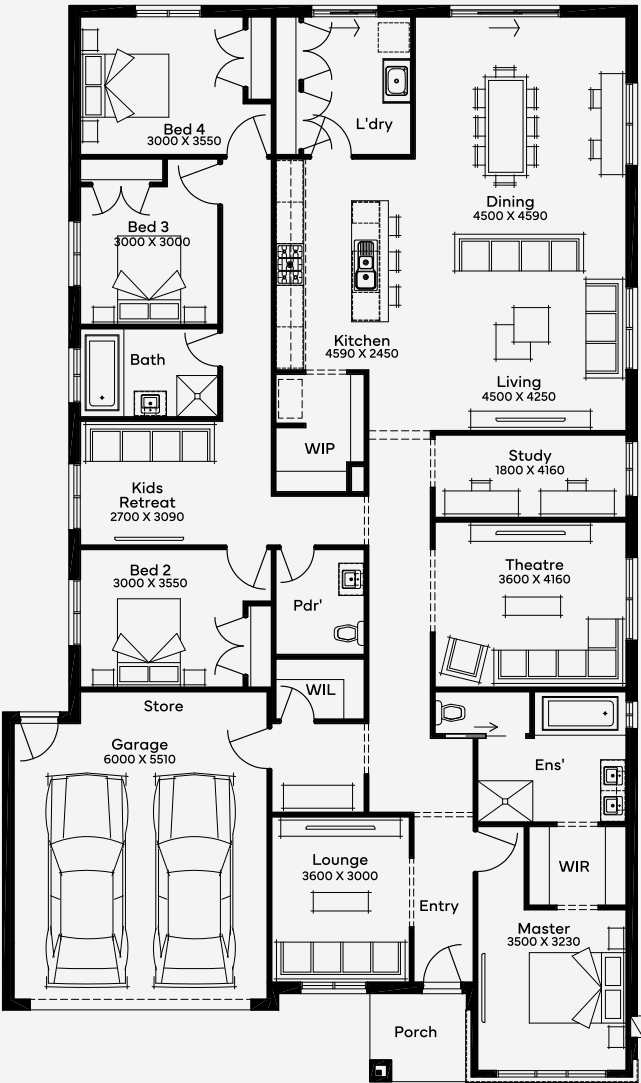 Bed 4
3000 X 3550
L'dry
Dining
4500 X 4590
Bed 3
3000 X 3000
Kitchen
4590 X 2450
Bath
Living
4500 X 4250
WIP
Study
1800 X 4160
Kids
Retreat
2700 X 3090
Bed 2
3000 X 3550
Pdr'
Theatre
3600 X 4160
WIL
Store
Garage
6000 X 5510
Ens'
Lounge
3600 X 3000
WIR
Entry
Master
3500 X 3230
Porch